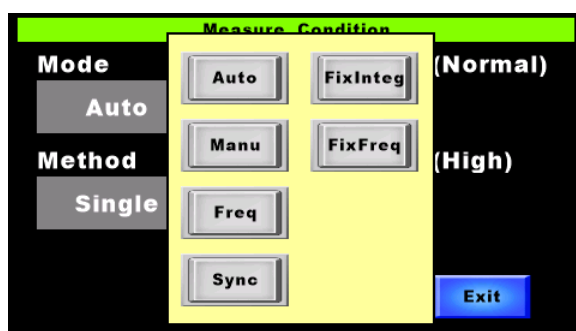 Measure Condition
Mode
Auto
Method
Single
Auto
FixInteg
Manu
FixFreq
Freq
Sync
(Normal)
(High)
Exit